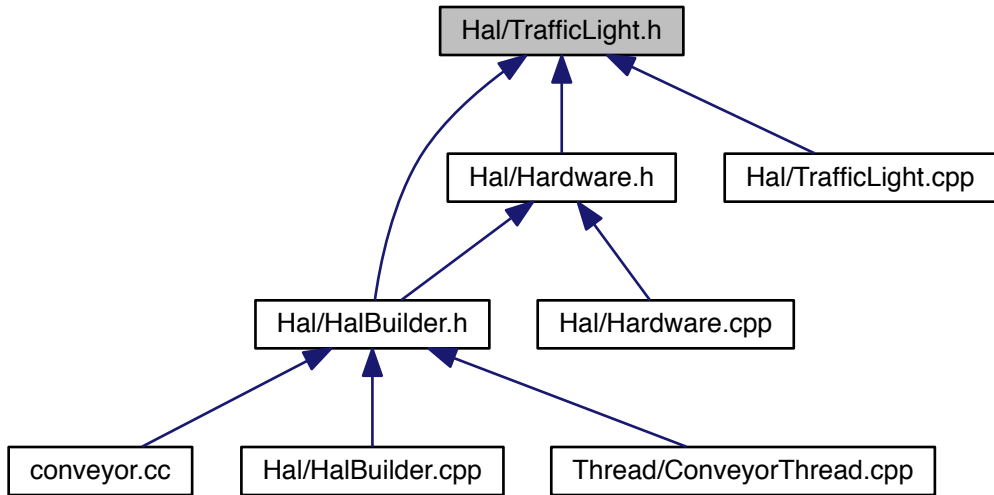 Hal/TrafficLight.h
Hal/Hardware.h
Hal/TrafficLight.cpp
Hal/HalBuilder.h
Hal/Hardware.cpp
conveyor.cc
Hal/HalBuilder.cpp
Thread/ConveyorThread.cpp